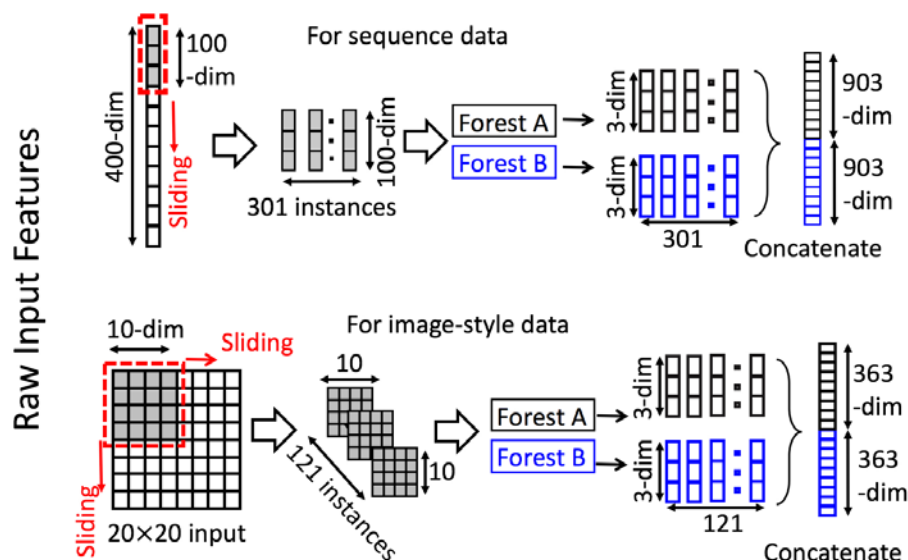 Raw Input Features
For sequence data
400-dim
100
-dim
Sliding
301 instances
100-dim
Forest A
Forest B
3-dim
3-dim
301
903
-dim
903
-dim
Concatenate
For image-style data
10-dim
Sliding
Sliding
20×20 input
10
10
121 instances
Forest A
Forest B
3-dim
3-dim
121
363
-dim
363
-dim
Concatenate